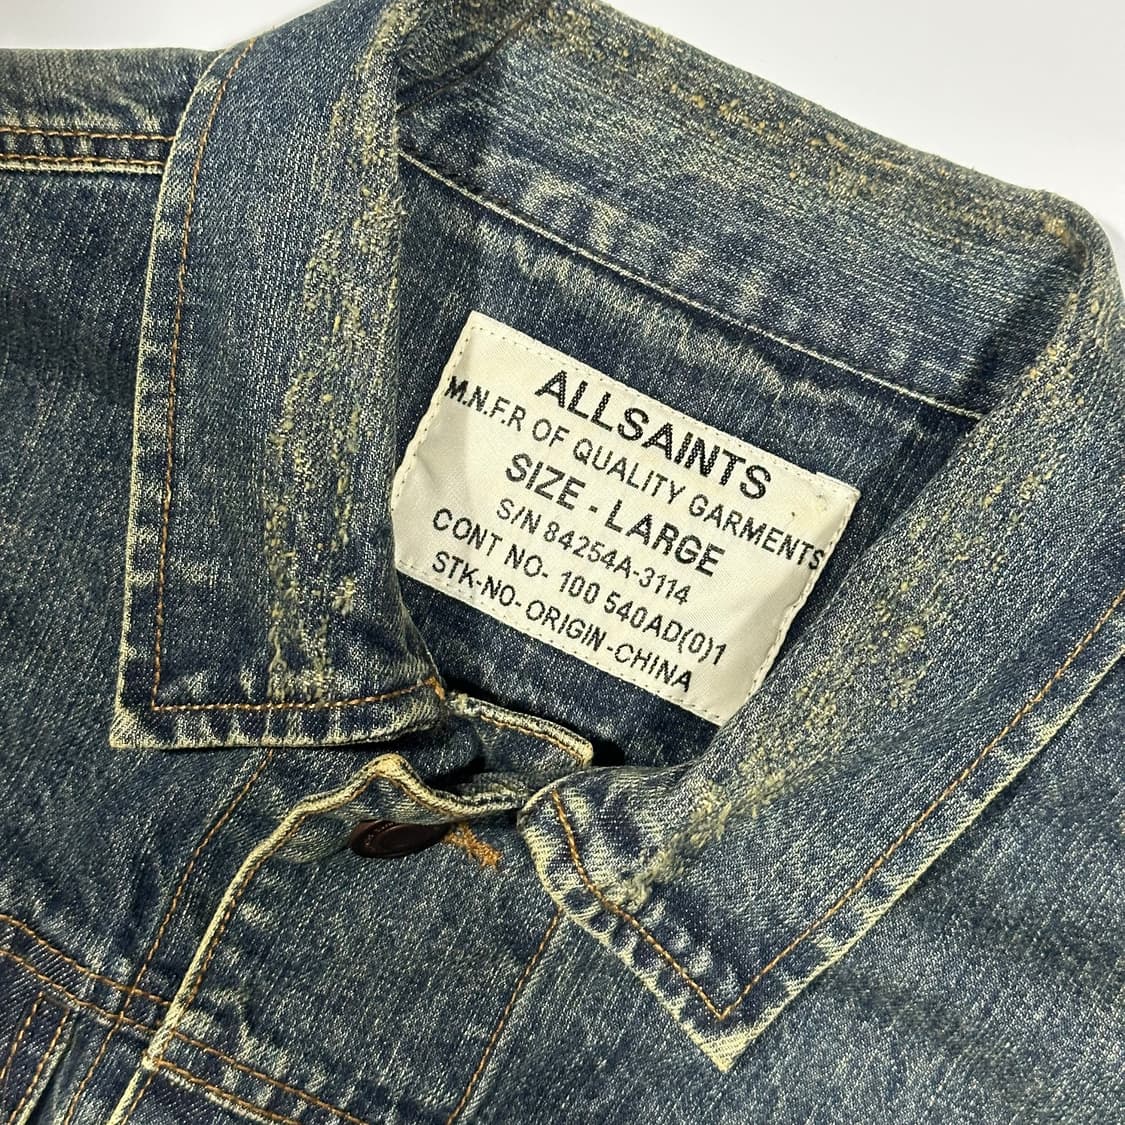 ALLSAINTS
M.N.F.R OF QUALITY GARMENTS
SIZE - LARGE
S/N 84254A-3114
CONT NO- 100 540AD(0)1
STK-NO-ORIGIN-CHINA